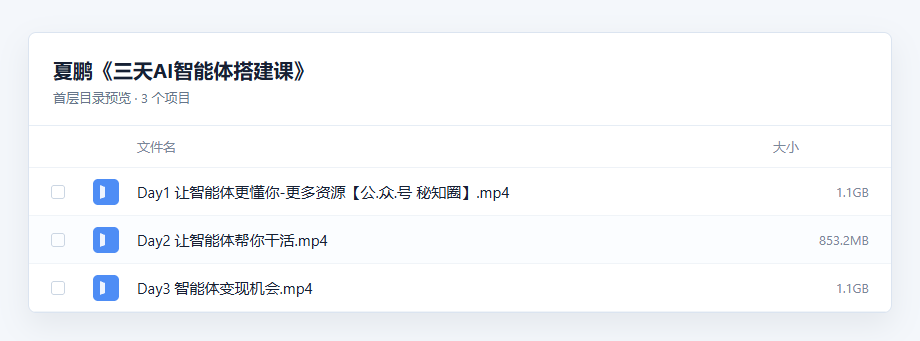 夏鹏《三天AI智能体搭建课》
首层目录预览 · 3 个项目
文件名 大小
Day1 让智能体更懂你-更多资源【公.众.号 秘知圈】.mp4 1.1GB
Day2 让智能体帮你干活.mp4 853.2MB
Day3 智能体变现机会.mp4 1.1GB